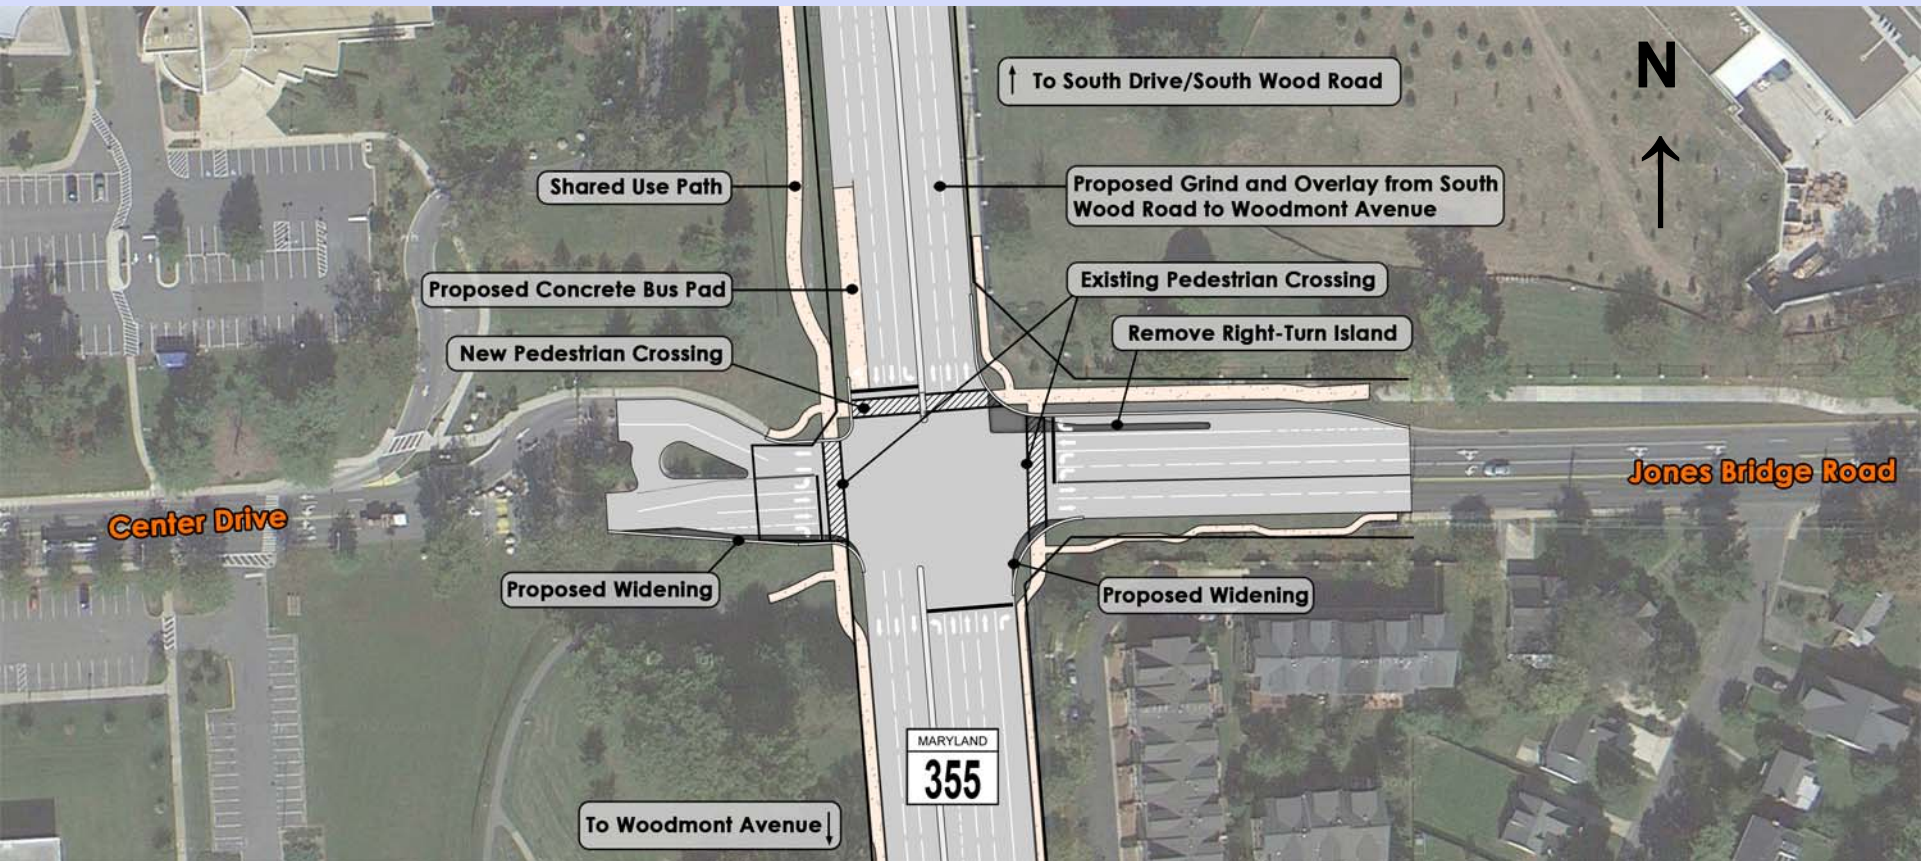 N
↑ To South Drive/South Wood Road
Shared Use Path
Proposed Grind and Overlay from South
Wood Road to Woodmont Avenue
Proposed Concrete Bus Pad
Existing Pedestrian Crossing
New Pedestrian Crossing
Remove Right-Turn Island
Jones Bridge Road
Center Drive
Proposed Widening
Proposed Widening
MARYLAND
355
To Woodmont Avenue↓